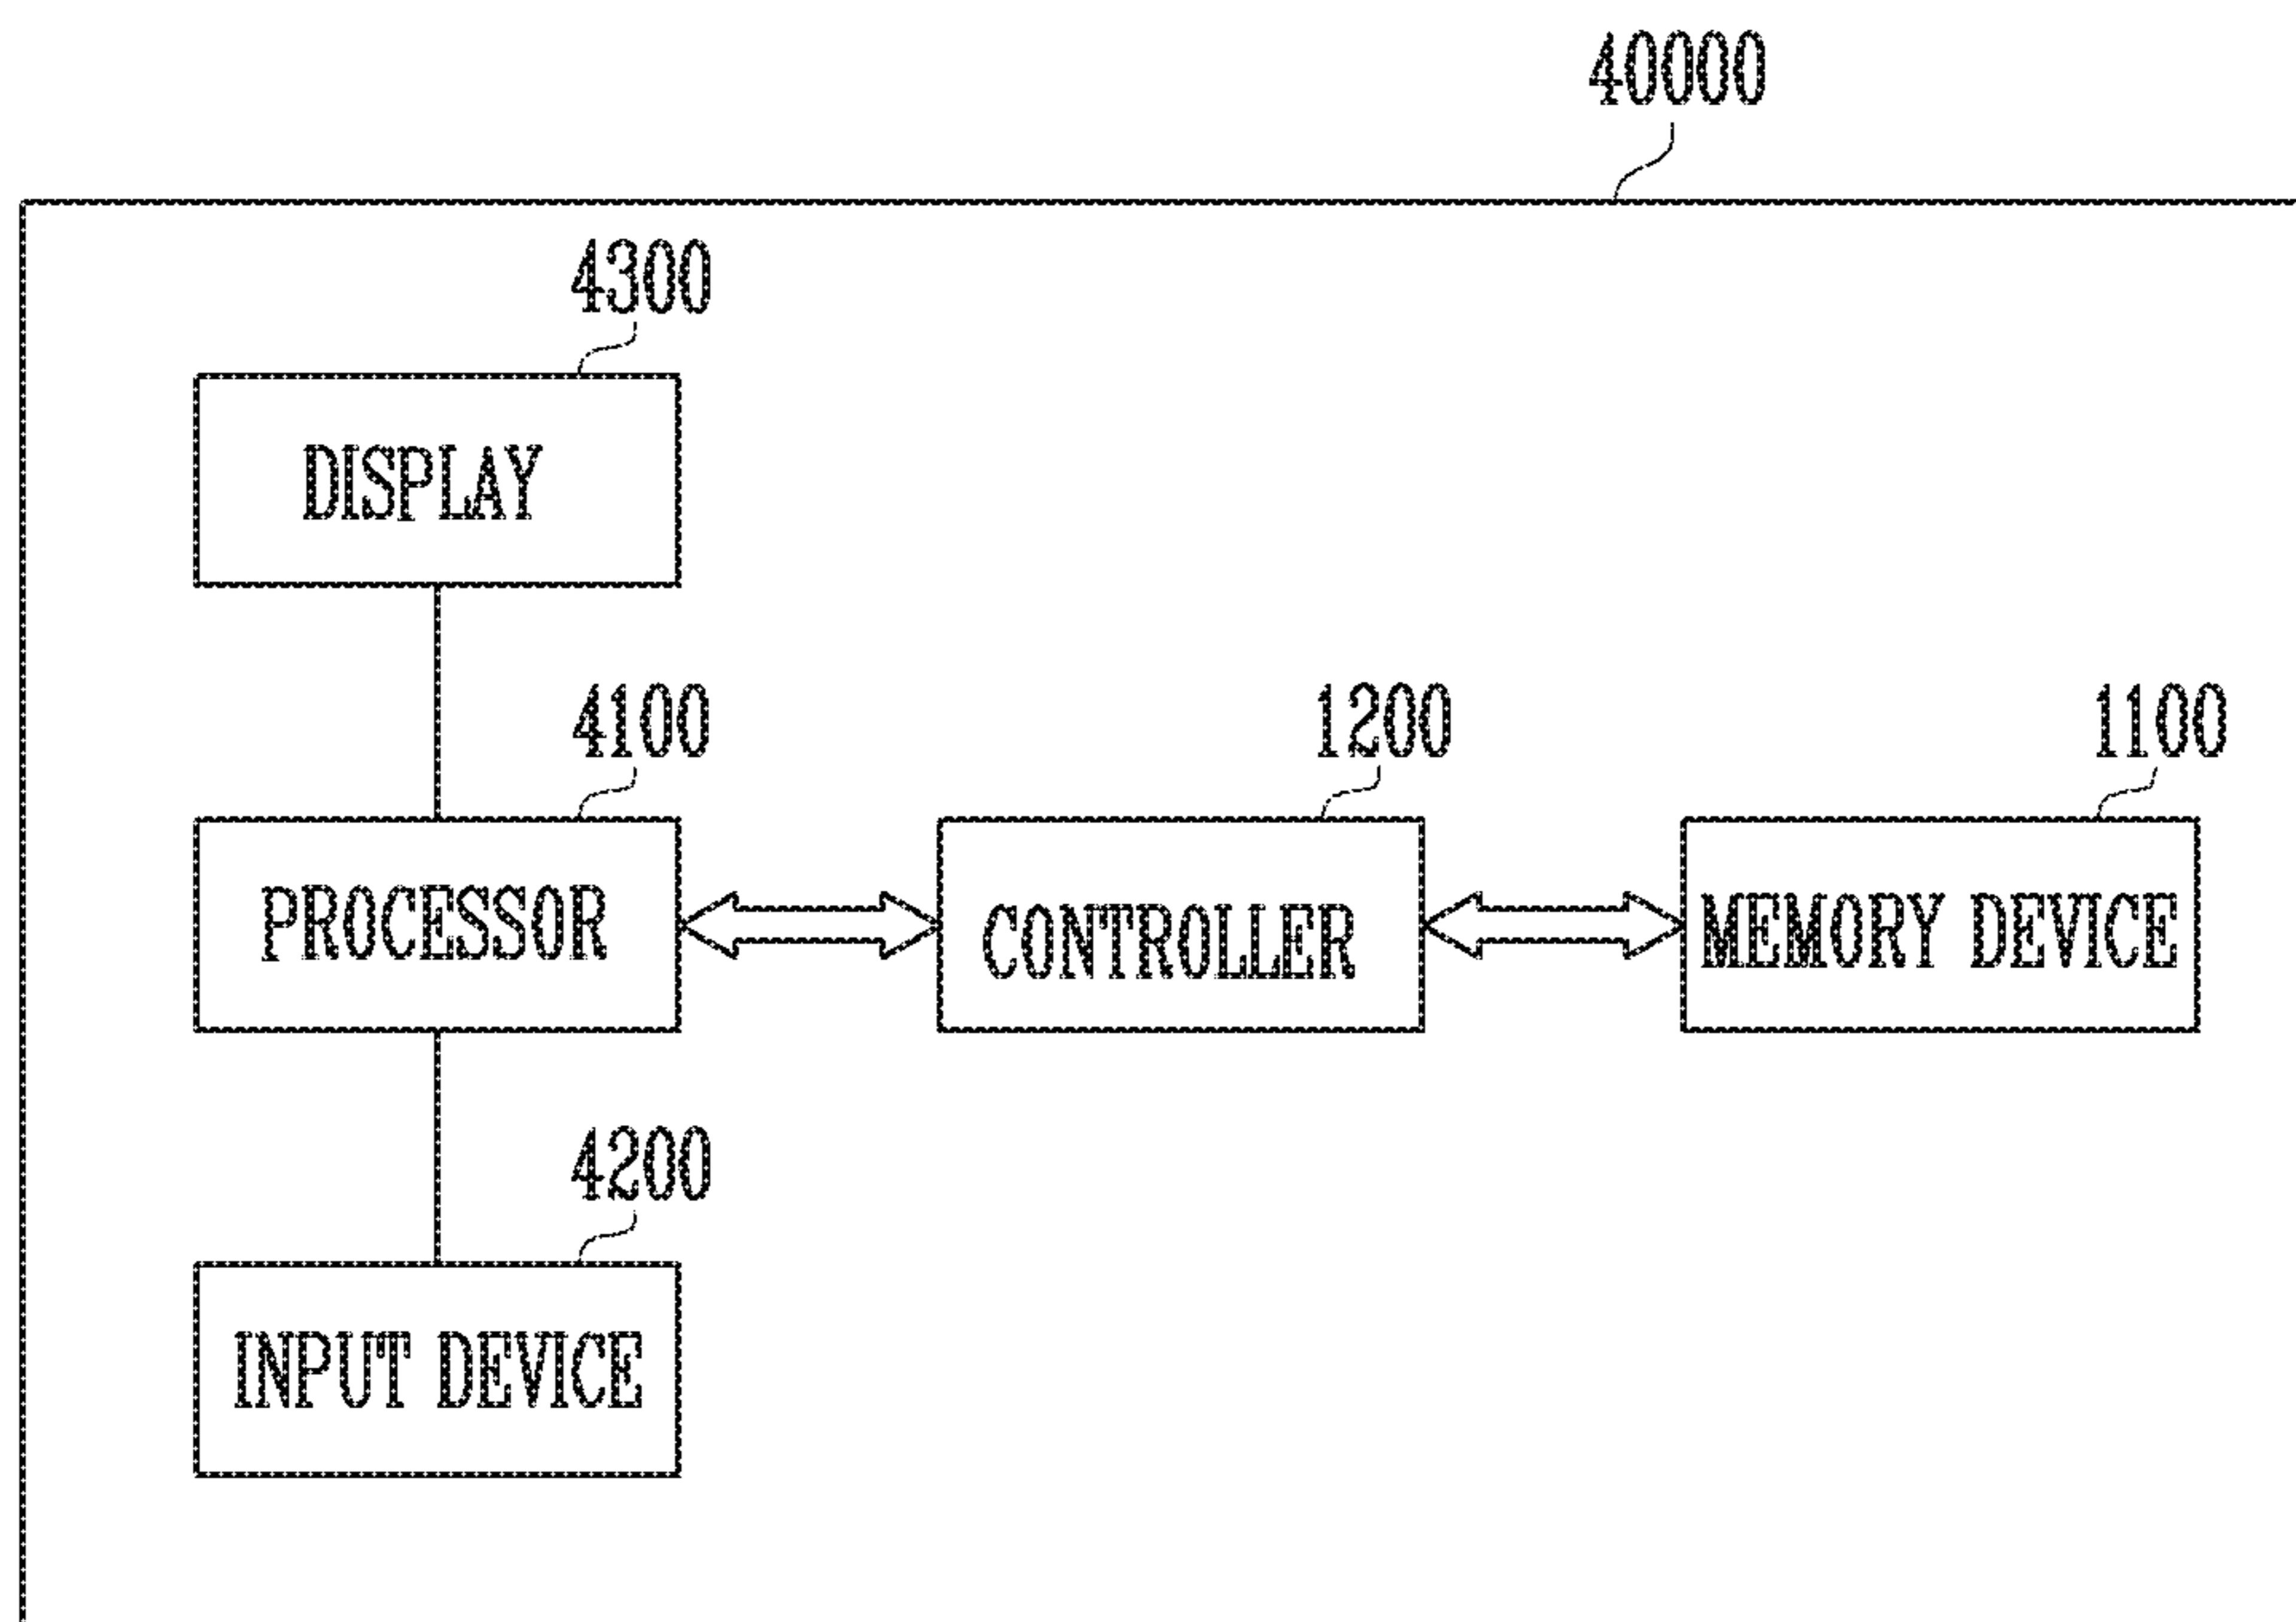 40000
4300
DISPLAY
4100
1200
1100
PROCESSOR
CONTROLLER
MEMORY DEVICE
4200
INPUT DEVICE